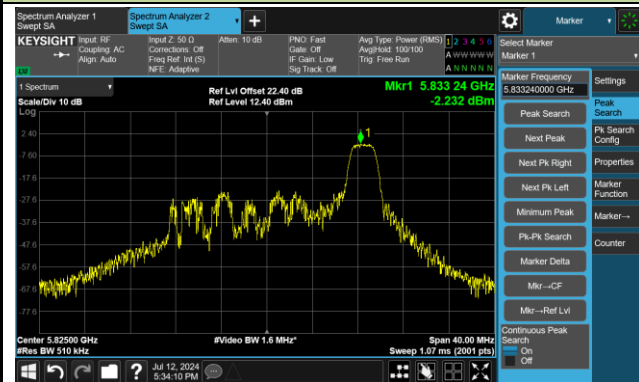 Spectrum Analyzer 1
Swept SA
Spectrum Analyzer 2
Swept SA
+
Marker
KEYSIGHT
Input: RF
Coupling: AC
Align: Auto
Input Z: 50 Ω
Corrections: Off
Freq Ref: Int (S)
NFE: Adaptive
Atten: 10 dB
PNO: Fast
Gate: Off
IF Gain: Low
Sig Track: Off
Avg Type: Power (RMS)
Avg|Hold: 100/100
Trig: Free Run
1 2 3 4 5 6
A W W W W W
A N N N N N
LXI
Select Marker
Marker 1
1 Spectrum
Scale/Div 10 dB
Log
Ref Lvl Offset 22.40 dB
Ref Level 12.40 dBm
Mkr1 5.833 24 GHz
-2.232 dBm
1
2.40
-7.60
-17.6
-27.6
-37.6
-47.6
-57.6
-67.6
-77.6
Center 5.82500 GHz
#Res BW 510 kHz
#Video BW 1.6 MHz*
Span 40.00 MHz
Sweep 1.07 ms (2001 pts)
Marker Frequency
5.833240000 GHz
Peak Search
Next Peak
Next Pk Right
Next Pk Left
Minimum Peak
Pk-Pk Search
Marker Delta
Mkr→CF
Mkr→Ref Lvl
Continuous Peak
Search
On
Off
Settings
Peak
Search
Pk Search
Config
Properties
Marker
Function
Marker→
Counter
?
Jul 12, 2024
5:34:10 PM